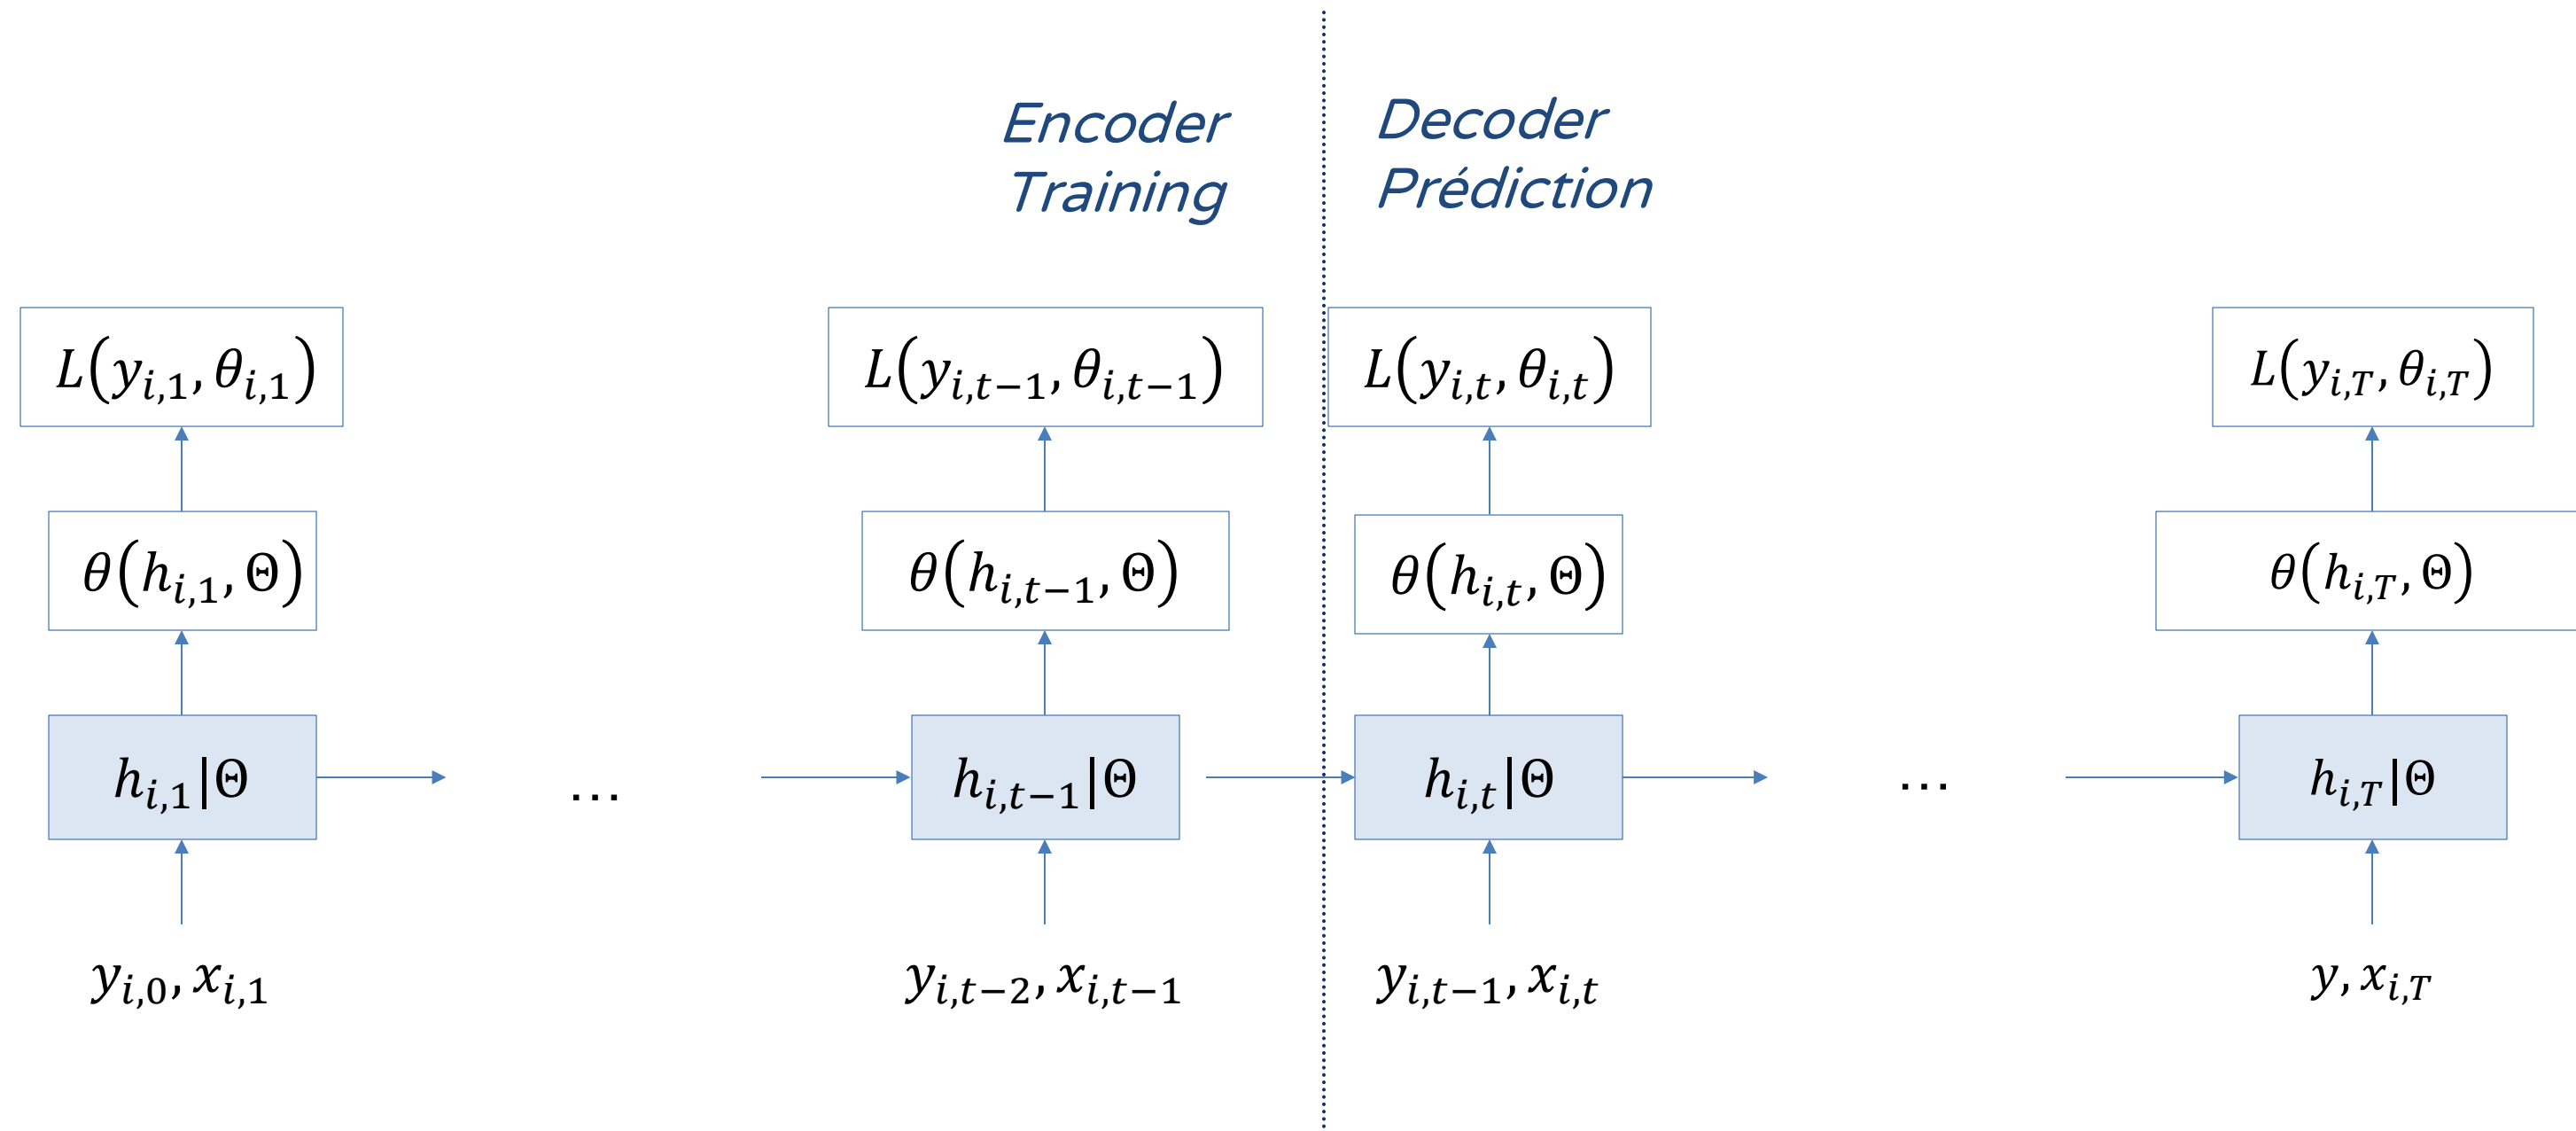 Encoder
Training
Decoder
Prédiction
L(y_{i,1}, θ_{i,1})
L(y_{i,t−1}, θ_{i,t−1})
L(y_{i,t}, θ_{i,t})
L(y_{i,T}, θ_{i,T})
θ(h_{i,1}, Θ)
θ(h_{i,t−1}, Θ)
θ(h_{i,t}, Θ)
θ(h_{i,T}, Θ)
h_{i,1}|Θ
...
h_{i,t−1}|Θ
h_{i,t}|Θ
...
h_{i,T}|Θ
y_{i,0}, x_{i,1}
y_{i,t−2}, x_{i,t−1}
y_{i,t−1}, x_{i,t}
y, x_{i,T}